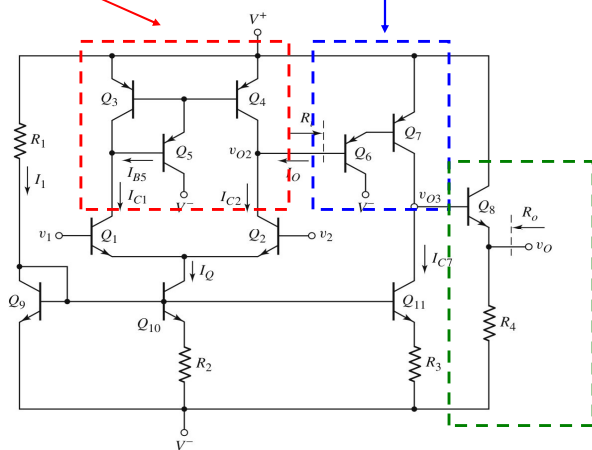 V+
Q3
Q4
R1
Q5
vO2
Q6
Q7
I1
IB5
IO
IC1
V−
IC2
V−
vO3
Q8
Ro
v1
Q1
Q2
v2
vO
IQ
IC7
Q9
Q10
Q11
R4
R2
R3
V−